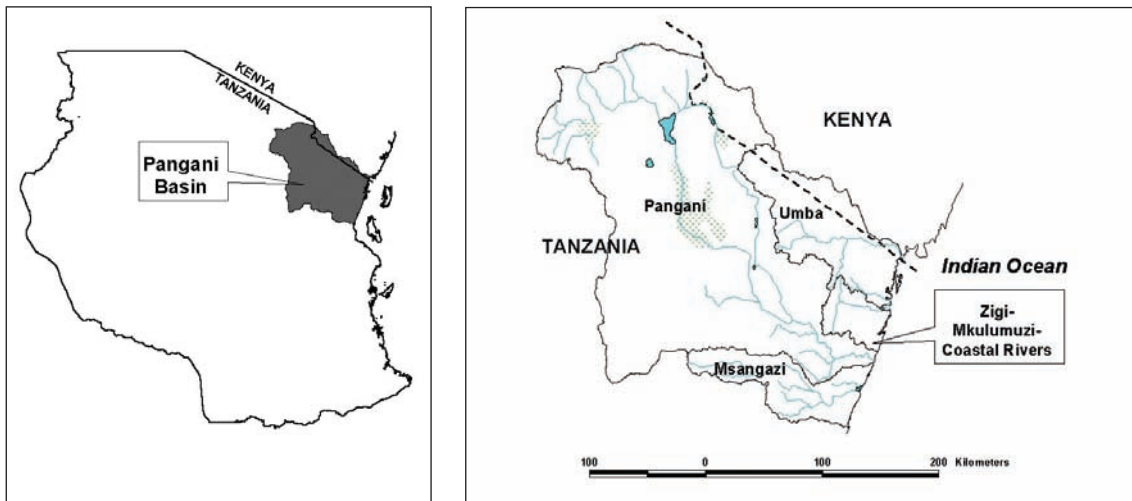 KENYA
TANZANIA
Pangani
Basin
KENYA
Pangani
Umba
TANZANIA
Indian Ocean
Zigi-
Mkulumuzi-
Coastal Rivers
Msangazi
100 0 100 200 Kilometers